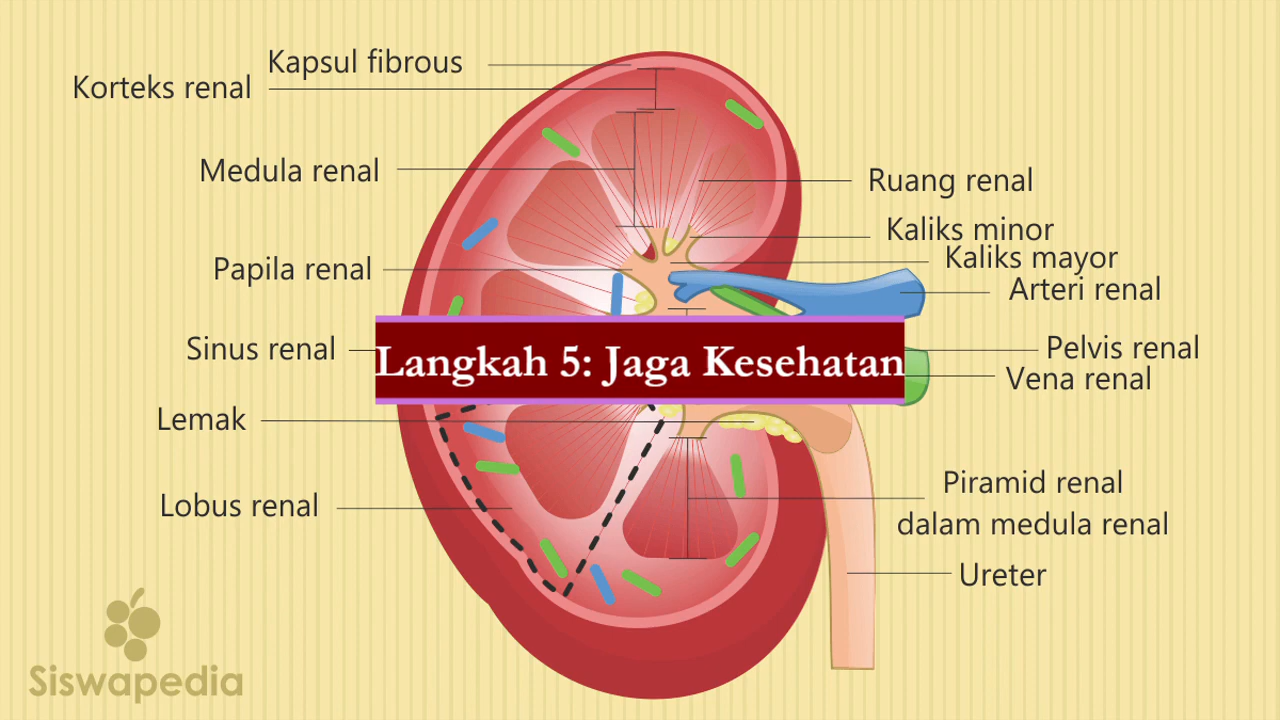 Kapsul fibrous
Korteks renal
Medula renal
Papila renal
Sinus renal
Lemak
Lobus renal
Langkah 5: Jaga Kesehatan
Ruang renal
Kaliks minor
Kaliks mayor
Arteri renal
Pelvis renal
Vena renal
Piramid renal
dalam medula renal
Ureter
Siswapedia